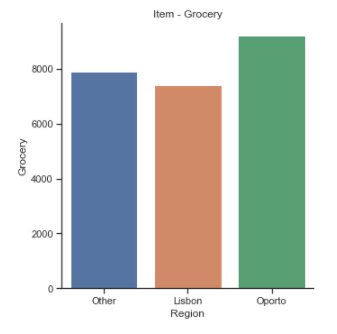 Item - Grocery
Grocery
8000
6000
4000
2000
0
Other Lisbon Oporto
Region